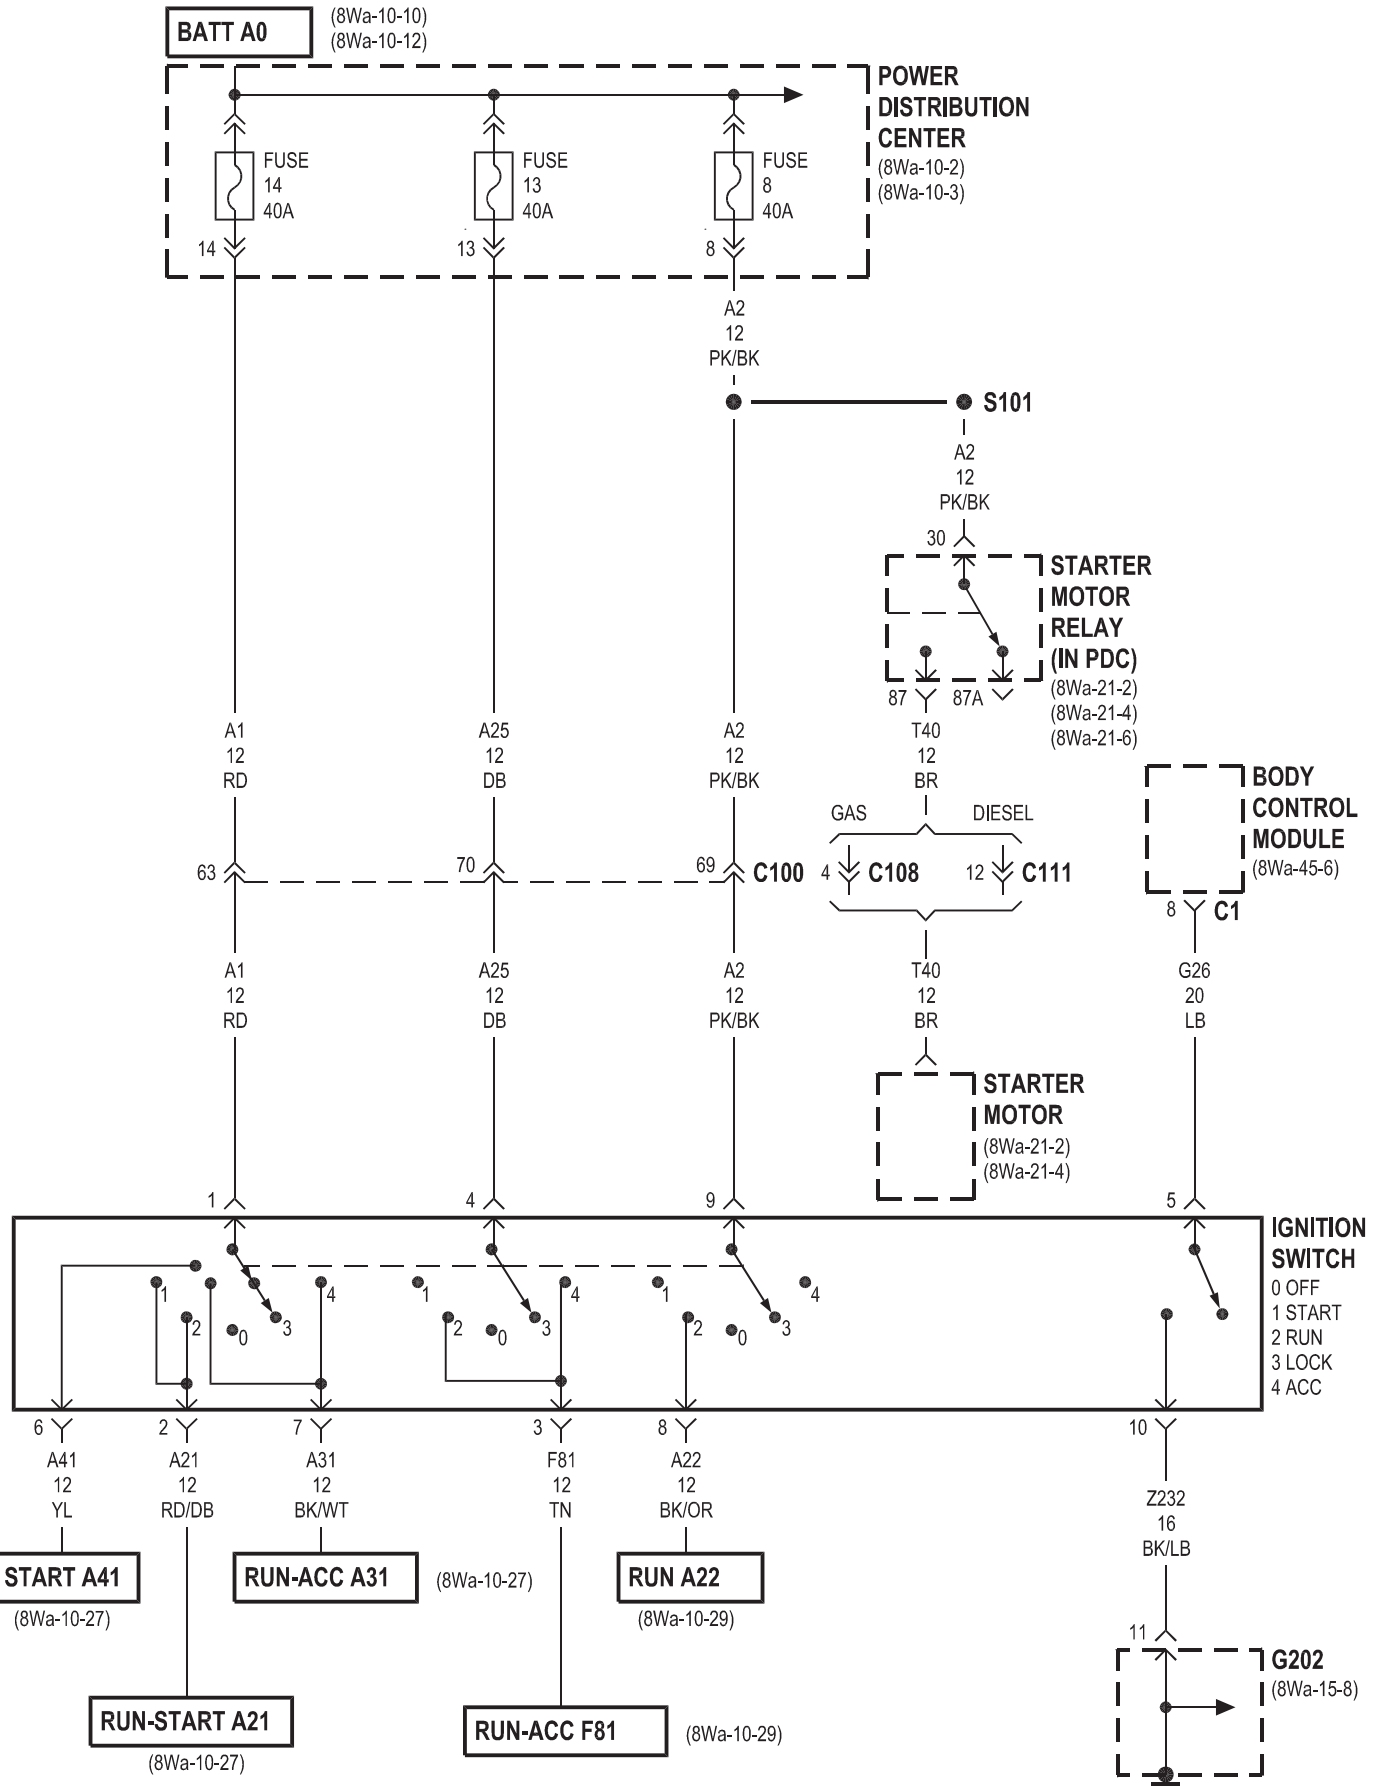 BATT A0
(8Wa-10-10)
(8Wa-10-12)
POWER
DISTRIBUTION
CENTER
(8Wa-10-2)
(8Wa-10-3)
FUSE
14
40A
FUSE
13
40A
FUSE
8
40A
14
13
8
A2
12
PK/BK
S101
A2
12
PK/BK
30
STARTER
MOTOR
RELAY
(IN PDC)
(8Wa-21-2)
(8Wa-21-4)
(8Wa-21-6)
87
87A
A1
12
RD
A25
12
DB
A2
12
PK/BK
T40
12
BR
BODY
CONTROL
MODULE
(8Wa-45-6)
GAS
DIESEL
63
70
69
C100
4
C108
12
C111
8
C1
A1
12
RD
A25
12
DB
A2
12
PK/BK
T40
12
BR
G26
20
LB
STARTER
MOTOR
(8Wa-21-2)
(8Wa-21-4)
1
4
9
5
IGNITION
SWITCH
0 OFF
1 START
2 RUN
3 LOCK
4 ACC
1
2
0
3
4
1
2
0
3
4
1
2
0
3
4
6
2
7
3
8
10
A41
12
YL
A21
12
RD/DB
A31
12
BK/WT
F81
12
TN
A22
12
BK/OR
Z232
16
BK/LB
START A41
(8Wa-10-27)
RUN-ACC A31
(8Wa-10-27)
RUN A22
(8Wa-10-29)
11
G202
(8Wa-15-8)
RUN-START A21
(8Wa-10-27)
RUN-ACC F81
(8Wa-10-29)